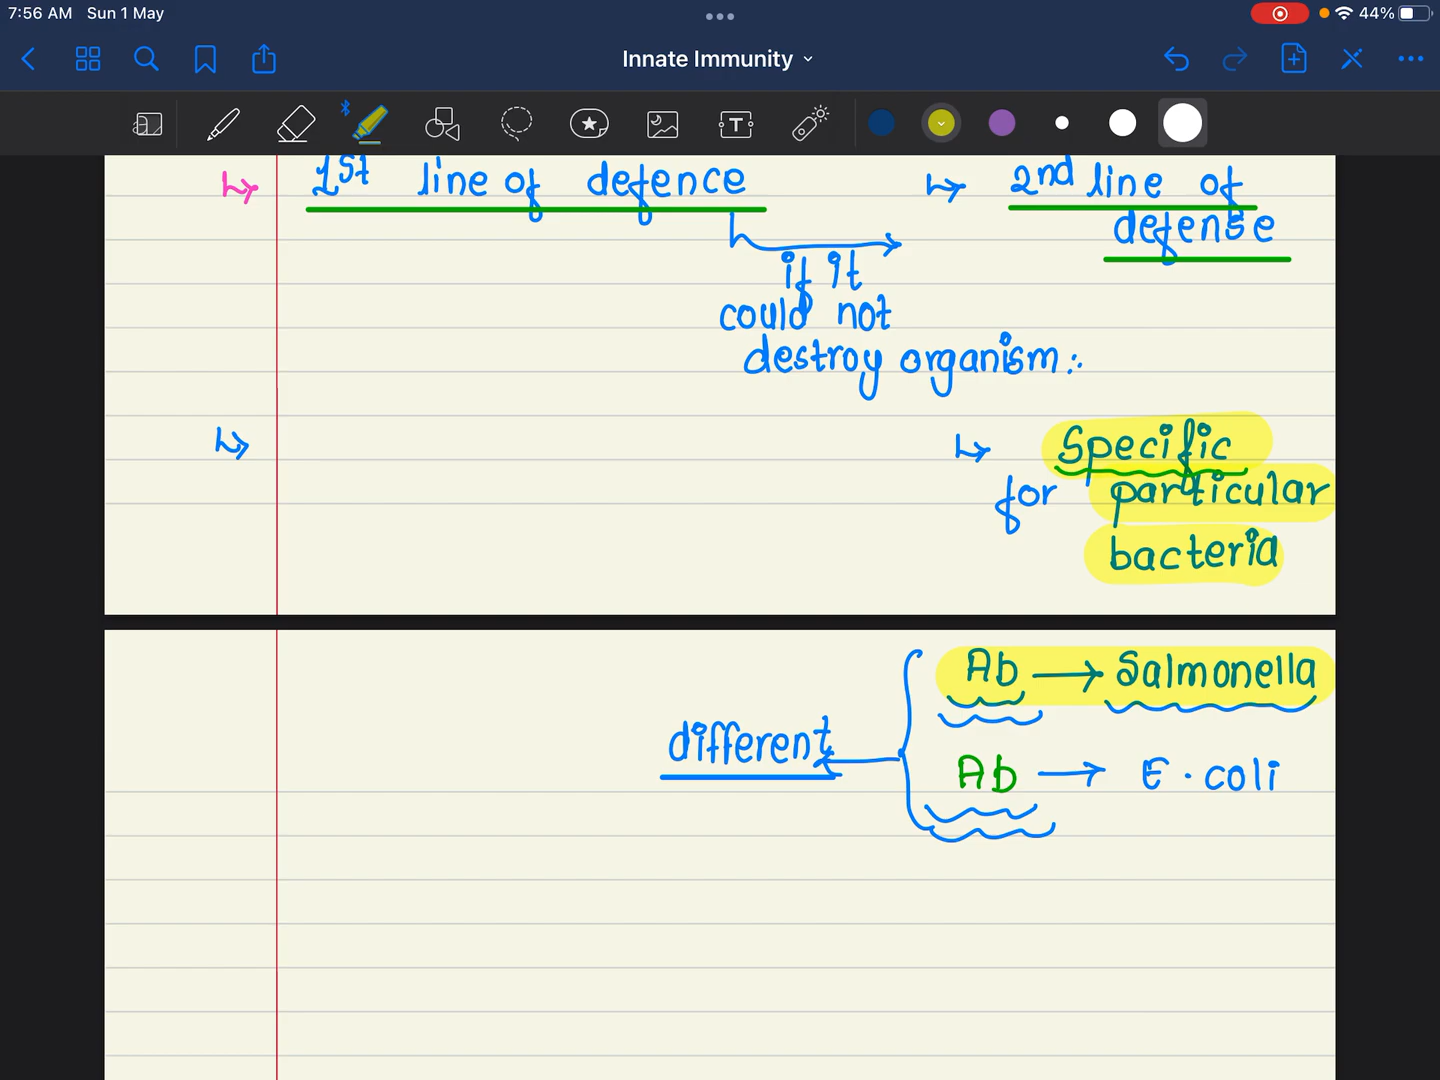 7:56 AM Sun 1 May
44%
Innate Immunity
T
1st line of defence
2nd line of
defense
if it
could not
destroy organism
Specific
for particular
bacteria
Ab → Salmonella
different
Ab → E. coli